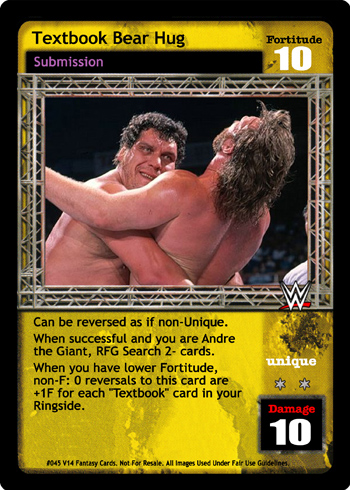 Textbook Bear Hug
Fortitude
10
Submission
W
Can be reversed as if non-Unique.
When successful and you are Andre
the Giant, RFG Search 2- cards.
When you have lower Fortitude,
non-F: 0 reversals to this card are
+1F for each "Textbook" card in your
Ringside.
unique
Damage
10
#045 V14 Fantasy Cards. Not For Resale. All Images Used Under Fair Use Guidelines.